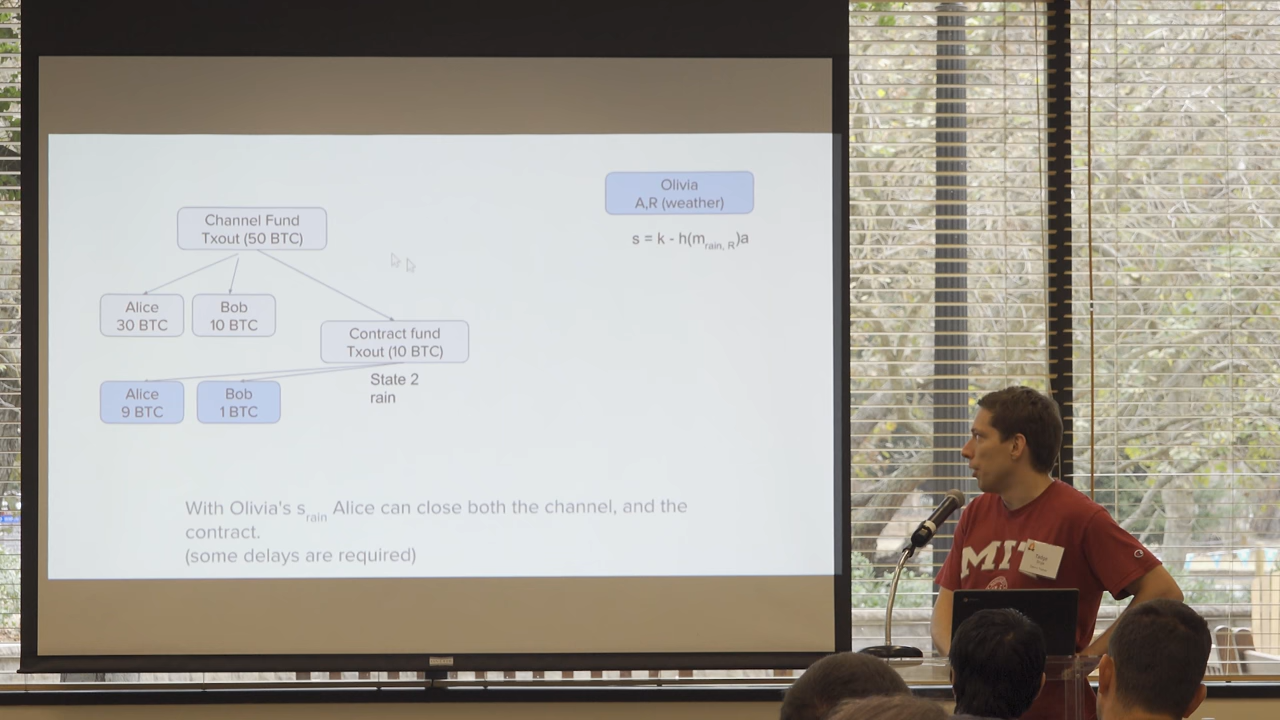 Olivia
A,R (weather)
s = k - h(m rain, R)a
Channel Fund
Txout (50 BTC)
Alice
30 BTC
Bob
10 BTC
Contract fund
Txout (10 BTC)
State 2
rain
Alice
9 BTC
Bob
1 BTC
With Olivia's s rain Alice can close both the channel, and the
contract.
(some delays are required)
MIT